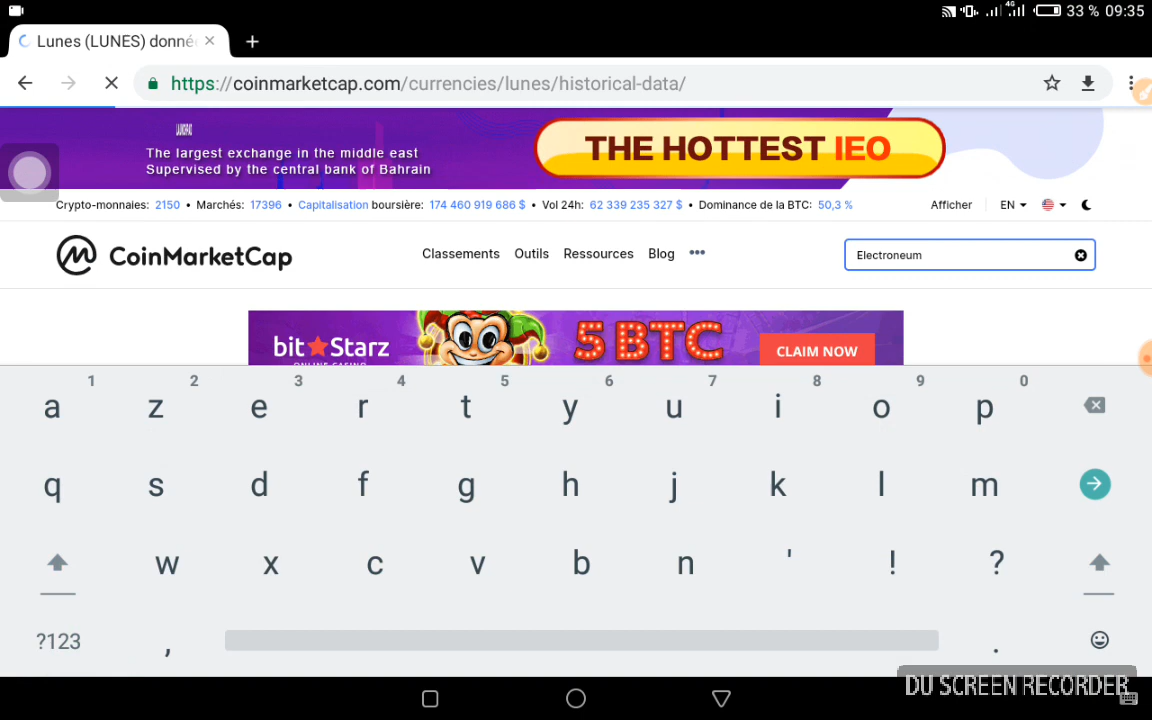 4G 33 % 09:35
Lunes (LUNES) donné
https://coinmarketcap.com/currencies/lunes/historical-data/
The largest exchange in the middle east
Supervised by the central bank of Bahrain
THE HOTTEST IEO
Crypto-monnaies: 2150 • Marchés: 17396 • Capitalisation boursière: 174 460 919 686 $ • Vol 24h: 62 339 235 327 $ • Dominance de la BTC: 50,3 % Afficher EN
CoinMarketCap Classements Outils Ressources Blog ••• Electroneum
bitStarz 5 BTC CLAIM NOW
ONLINE CASINO
1 2 3 4 5 6 7 8 9 0
a z e r t y u i o p
q s d f g h j k l m
w x c v b n ' ! ?
?123 , .
DU SCREEN RECORDER